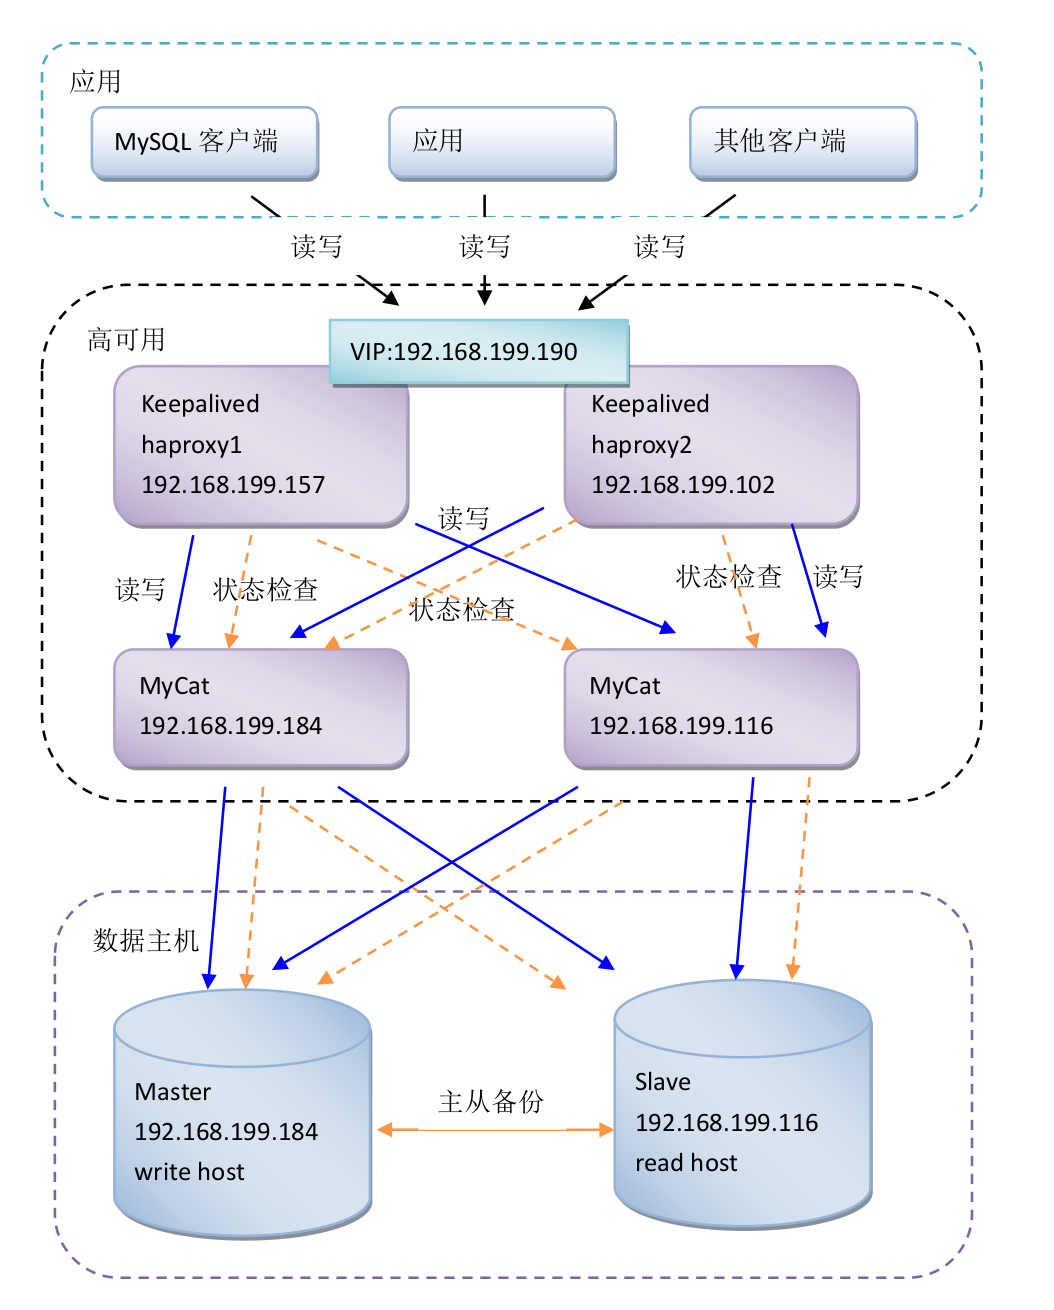 应用
MySQL 客户端
应用
其他客户端
读写
读写
读写
高可用
VIP:192.168.199.190
Keepalived
haproxy1
192.168.199.157
Keepalived
haproxy2
192.168.199.102
读写
读写
状态检查
状态检查
状态检查
读写
MyCat
192.168.199.184
MyCat
192.168.199.116
数据主机
Master
192.168.199.184
write host
主从备份
Slave
192.168.199.116
read host